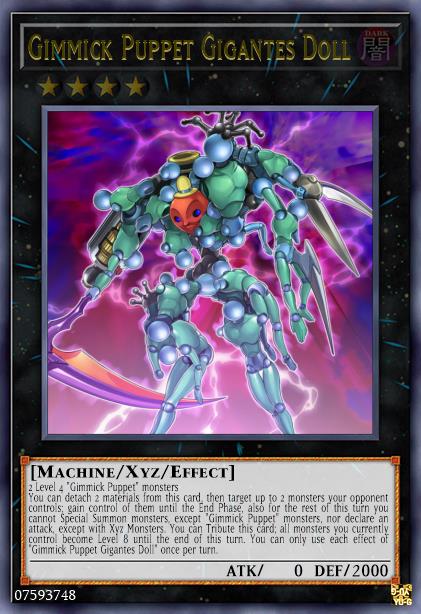 Gimmick Puppet Gigantes Doll
DARK
闇
[Machine/Xyz/Effect]
2 Level 4 "Gimmick Puppet" monsters
You can detach 2 materials from this card, then target up to 2 monsters your opponent
controls; gain control of them until the End Phase, also for the rest of this turn you
cannot Special Summon monsters, except "Gimmick Puppet" monsters, nor declare an
attack, except with Xyz Monsters. You can Tribute this card; all monsters you currently
control become Level 8 until the end of this turn. You can only use each effect of
"Gimmick Puppet Gigantes Doll" once per turn.
ATK/ 0 DEF/2000
07593748